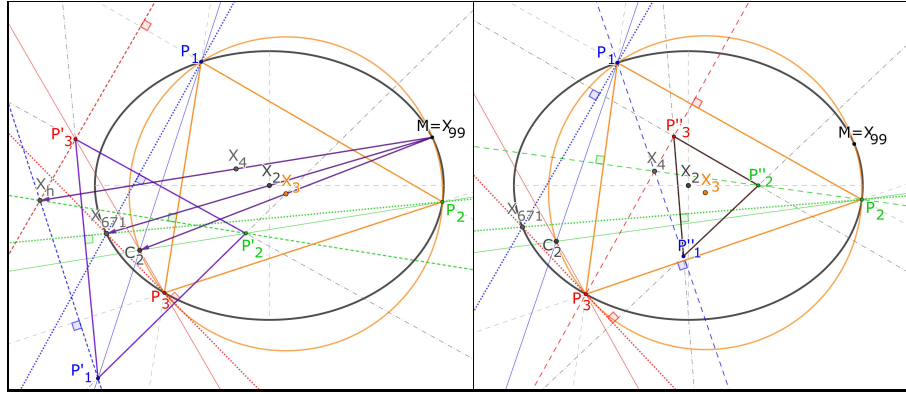 P1
M=X99
P'3
X4
X2
X3
Xh
P2
X671
P'2
C2
P3
P'1
P1
M=X99
P"3
X4
P"2
X2
X3
P2
X671
C2
P"1
P3